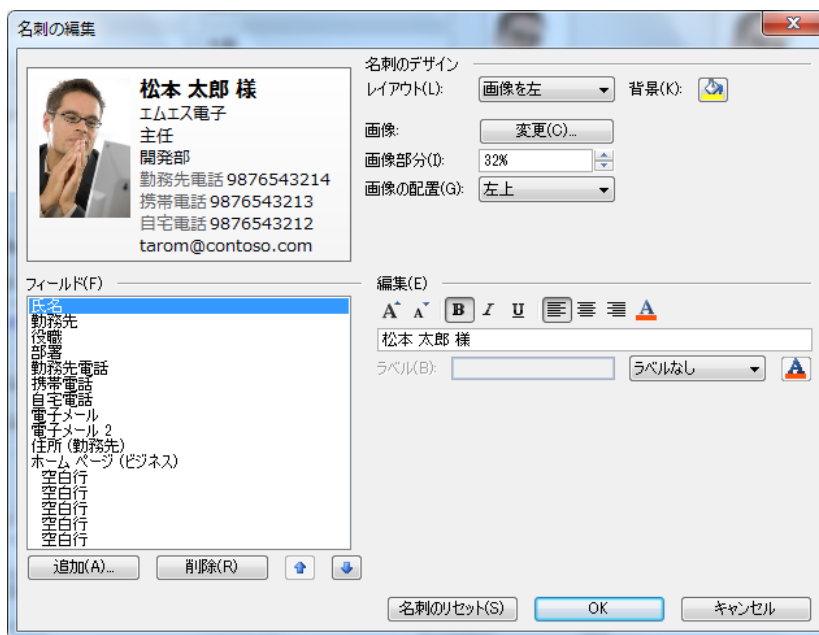 名刺の編集
松本 太郎 様
エムエス電子
主任
開発部
勤務先電話 9876543214
携帯電話 9876543213
自宅電話 9876543212
tarom@contoso.com
名刺のデザイン
レイアウト(L):
画像を左
背景(K):
画像:
変更(C)...
画像部分(I):
32%
画像の配置(G):
左上
フィールド(F)
氏名
勤務先
役職
部署
勤務先電話
携帯電話
自宅電話
電子メール
電子メール 2
住所 (勤務先)
ホーム ページ (ビジネス)
空白行
空白行
空白行
空白行
空白行
追加(A)...
削除(R)
編集(E)
A A B I U A
松本 太郎 様
ラベル(B):
ラベルなし
A
名刺のリセット(S)
OK
キャンセル